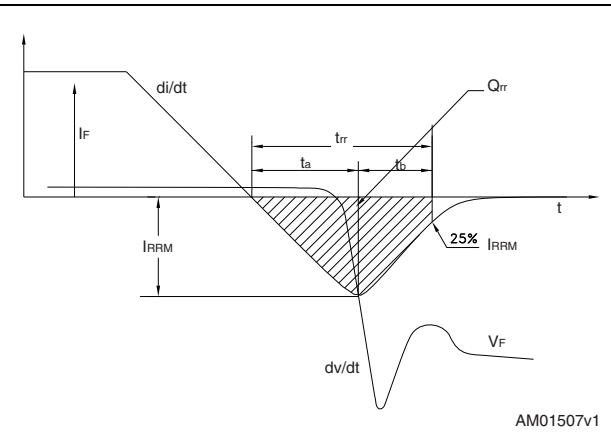 di/dt
Qrr
IF
trr
ta
tb
t
IRRM
25% IRRM
VF
dv/dt
AM01507v1